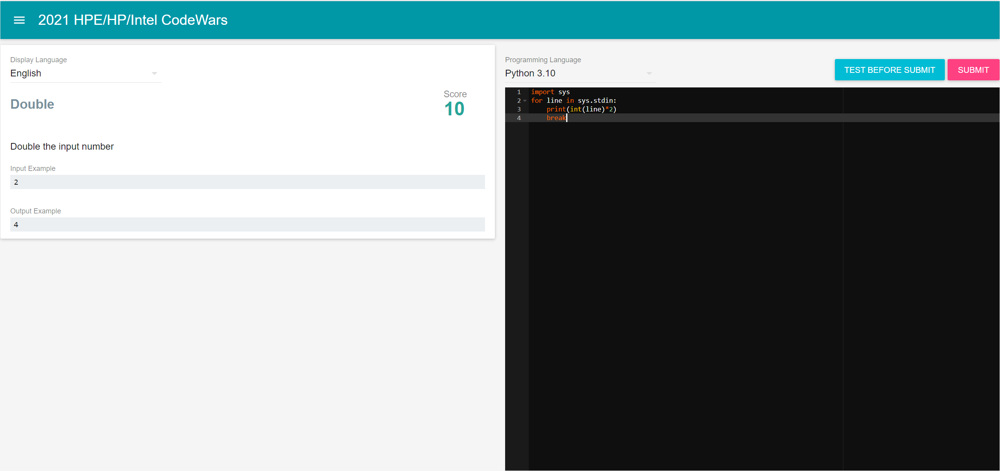 2021 HPE/HP/Intel CodeWars
Display Language
English
Double
Score
10
Double the input number
Input Example
2
Output Example
4
Programming Language
Python 3.10
TEST BEFORE SUBMIT
SUBMIT
1 import sys
2 for line in sys.stdin:
3     print(int(line)*2)
4     break